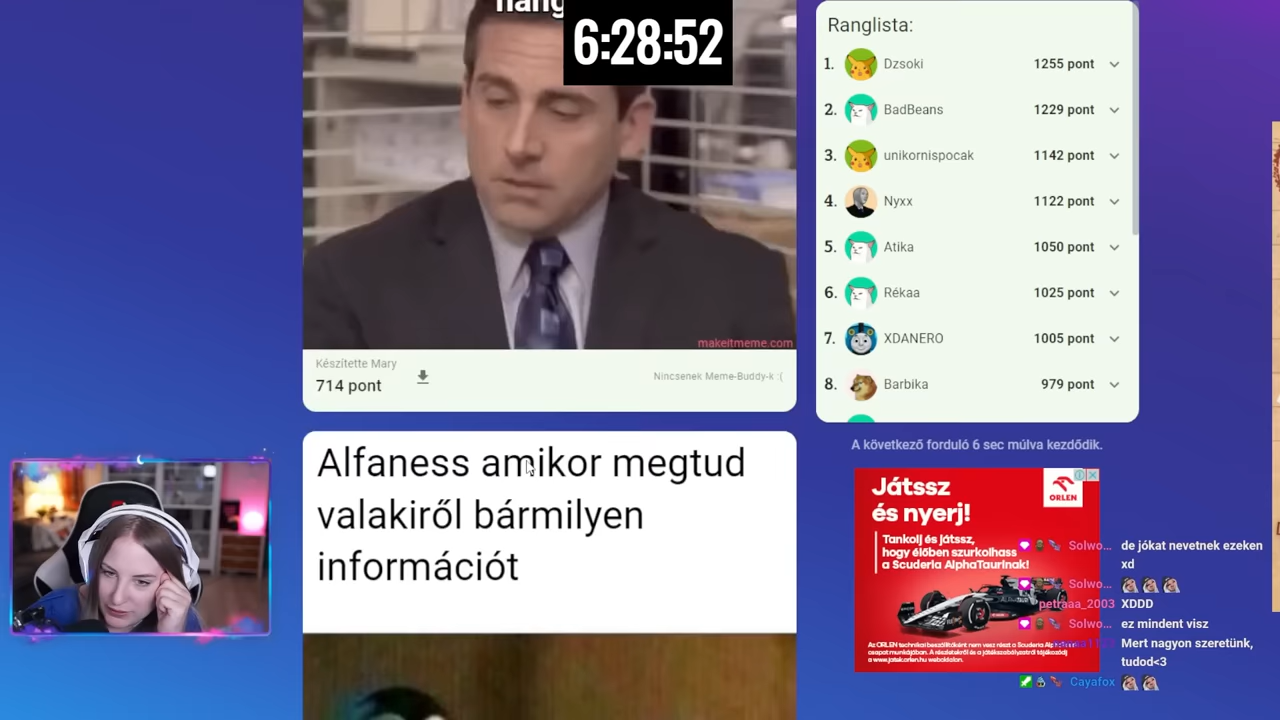 6:28:52
makeitmeme.com
Készítette Mary
714 pont
Nincsenek Meme-Buddy-k :(
Alfaness amikor megtud
valakiről bármilyen
információt
Ranglista:
1. Dzsoki 1255 pont
2. BadBeans 1229 pont
3. unikornispocak 1142 pont
4. Nyxx 1122 pont
5. Atika 1050 pont
6. Rékaa 1025 pont
7. XDANERO 1005 pont
8. Barbika 979 pont
A következő forduló 6 sec múlva kezdődik.
Játssz
és nyerj!
ORLEN
Tankolj és játssz,
hogy élőben szurkolhass
a Scuderia AlphaTaurinak!
Solwo... de jókat nevetnek ezeken
xd
Solwo...
petraaa_2003 XDDD
Solwo... ez mindent visz
Mert nagyon szeretünk,
tudod<3
Cayafox